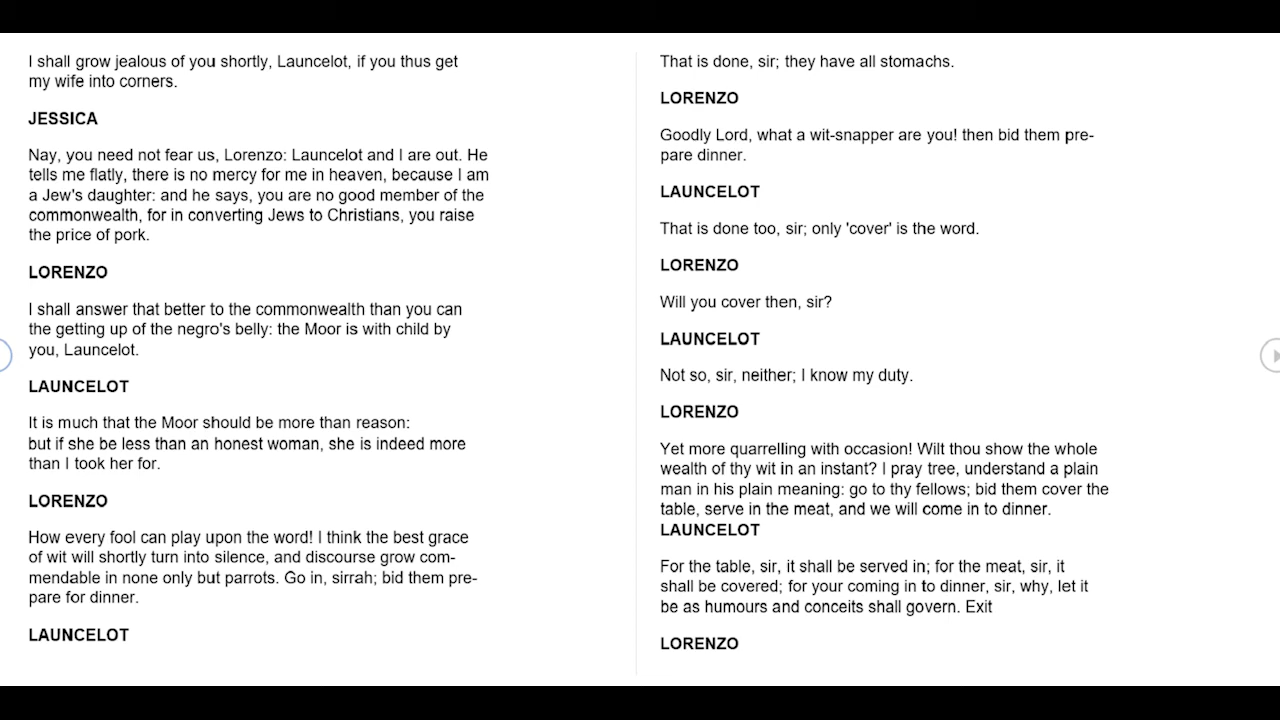 I shall grow jealous of you shortly, Launcelot, if you thus get
my wife into corners.
JESSICA
Nay, you need not fear us, Lorenzo: Launcelot and I are out. He
tells me flatly, there is no mercy for me in heaven, because I am
a Jew's daughter: and he says, you are no good member of the
commonwealth, for in converting Jews to Christians, you raise
the price of pork.
LORENZO
I shall answer that better to the commonwealth than you can
the getting up of the negro's belly: the Moor is with child by
you, Launcelot.
LAUNCELOT
It is much that the Moor should be more than reason:
but if she be less than an honest woman, she is indeed more
than I took her for.
LORENZO
How every fool can play upon the word! I think the best grace
of wit will shortly turn into silence, and discourse grow com-
mendable in none only but parrots. Go in, sirrah; bid them pre-
pare for dinner.
LAUNCELOT
That is done, sir; they have all stomachs.
LORENZO
Goodly Lord, what a wit-snapper are you! then bid them pre-
pare dinner.
LAUNCELOT
That is done too, sir; only 'cover' is the word.
LORENZO
Will you cover then, sir?
LAUNCELOT
Not so, sir, neither; I know my duty.
LORENZO
Yet more quarrelling with occasion! Wilt thou show the whole
wealth of thy wit in an instant? I pray tree, understand a plain
man in his plain meaning: go to thy fellows; bid them cover the
table, serve in the meat, and we will come in to dinner.
LAUNCELOT
For the table, sir, it shall be served in; for the meat, sir, it
shall be covered; for your coming in to dinner, sir, why, let it
be as humours and conceits shall govern. Exit
LORENZO